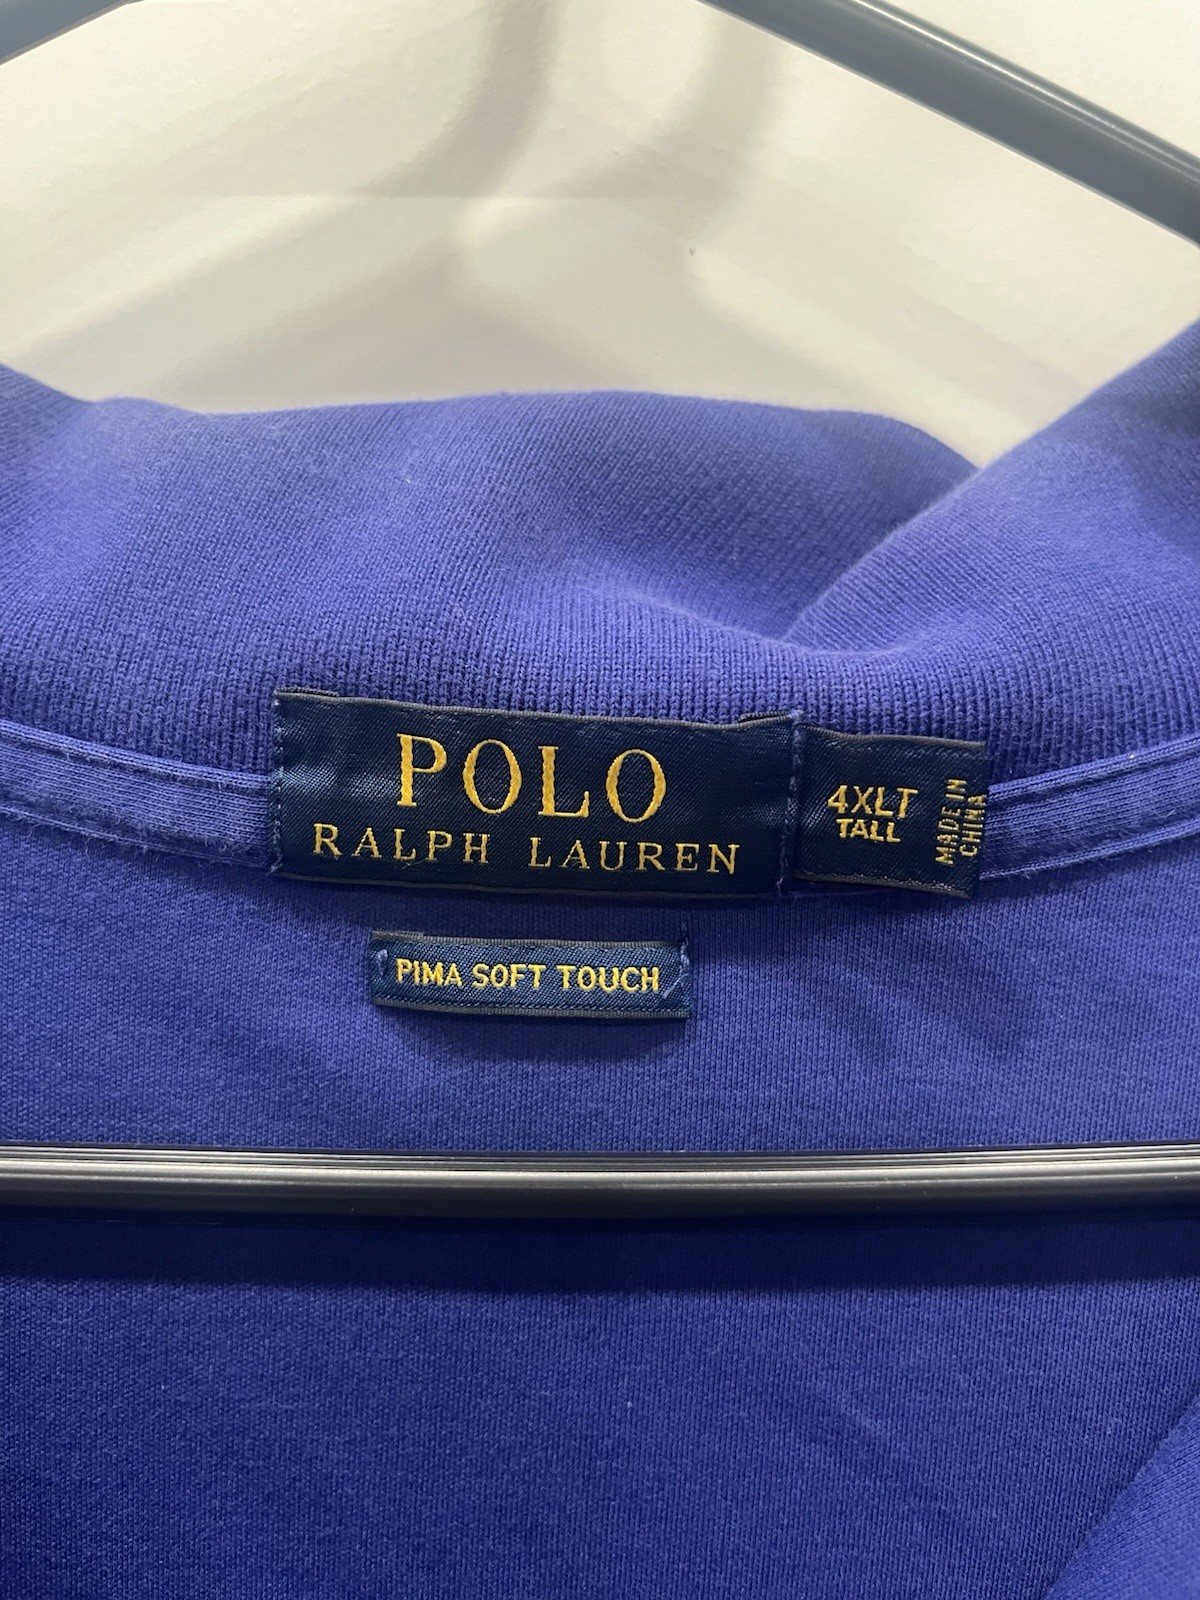 POLO
RALPH LAUREN
4XLT
TALL
MADE IN
CHINA
PIMA SOFT TOUCH